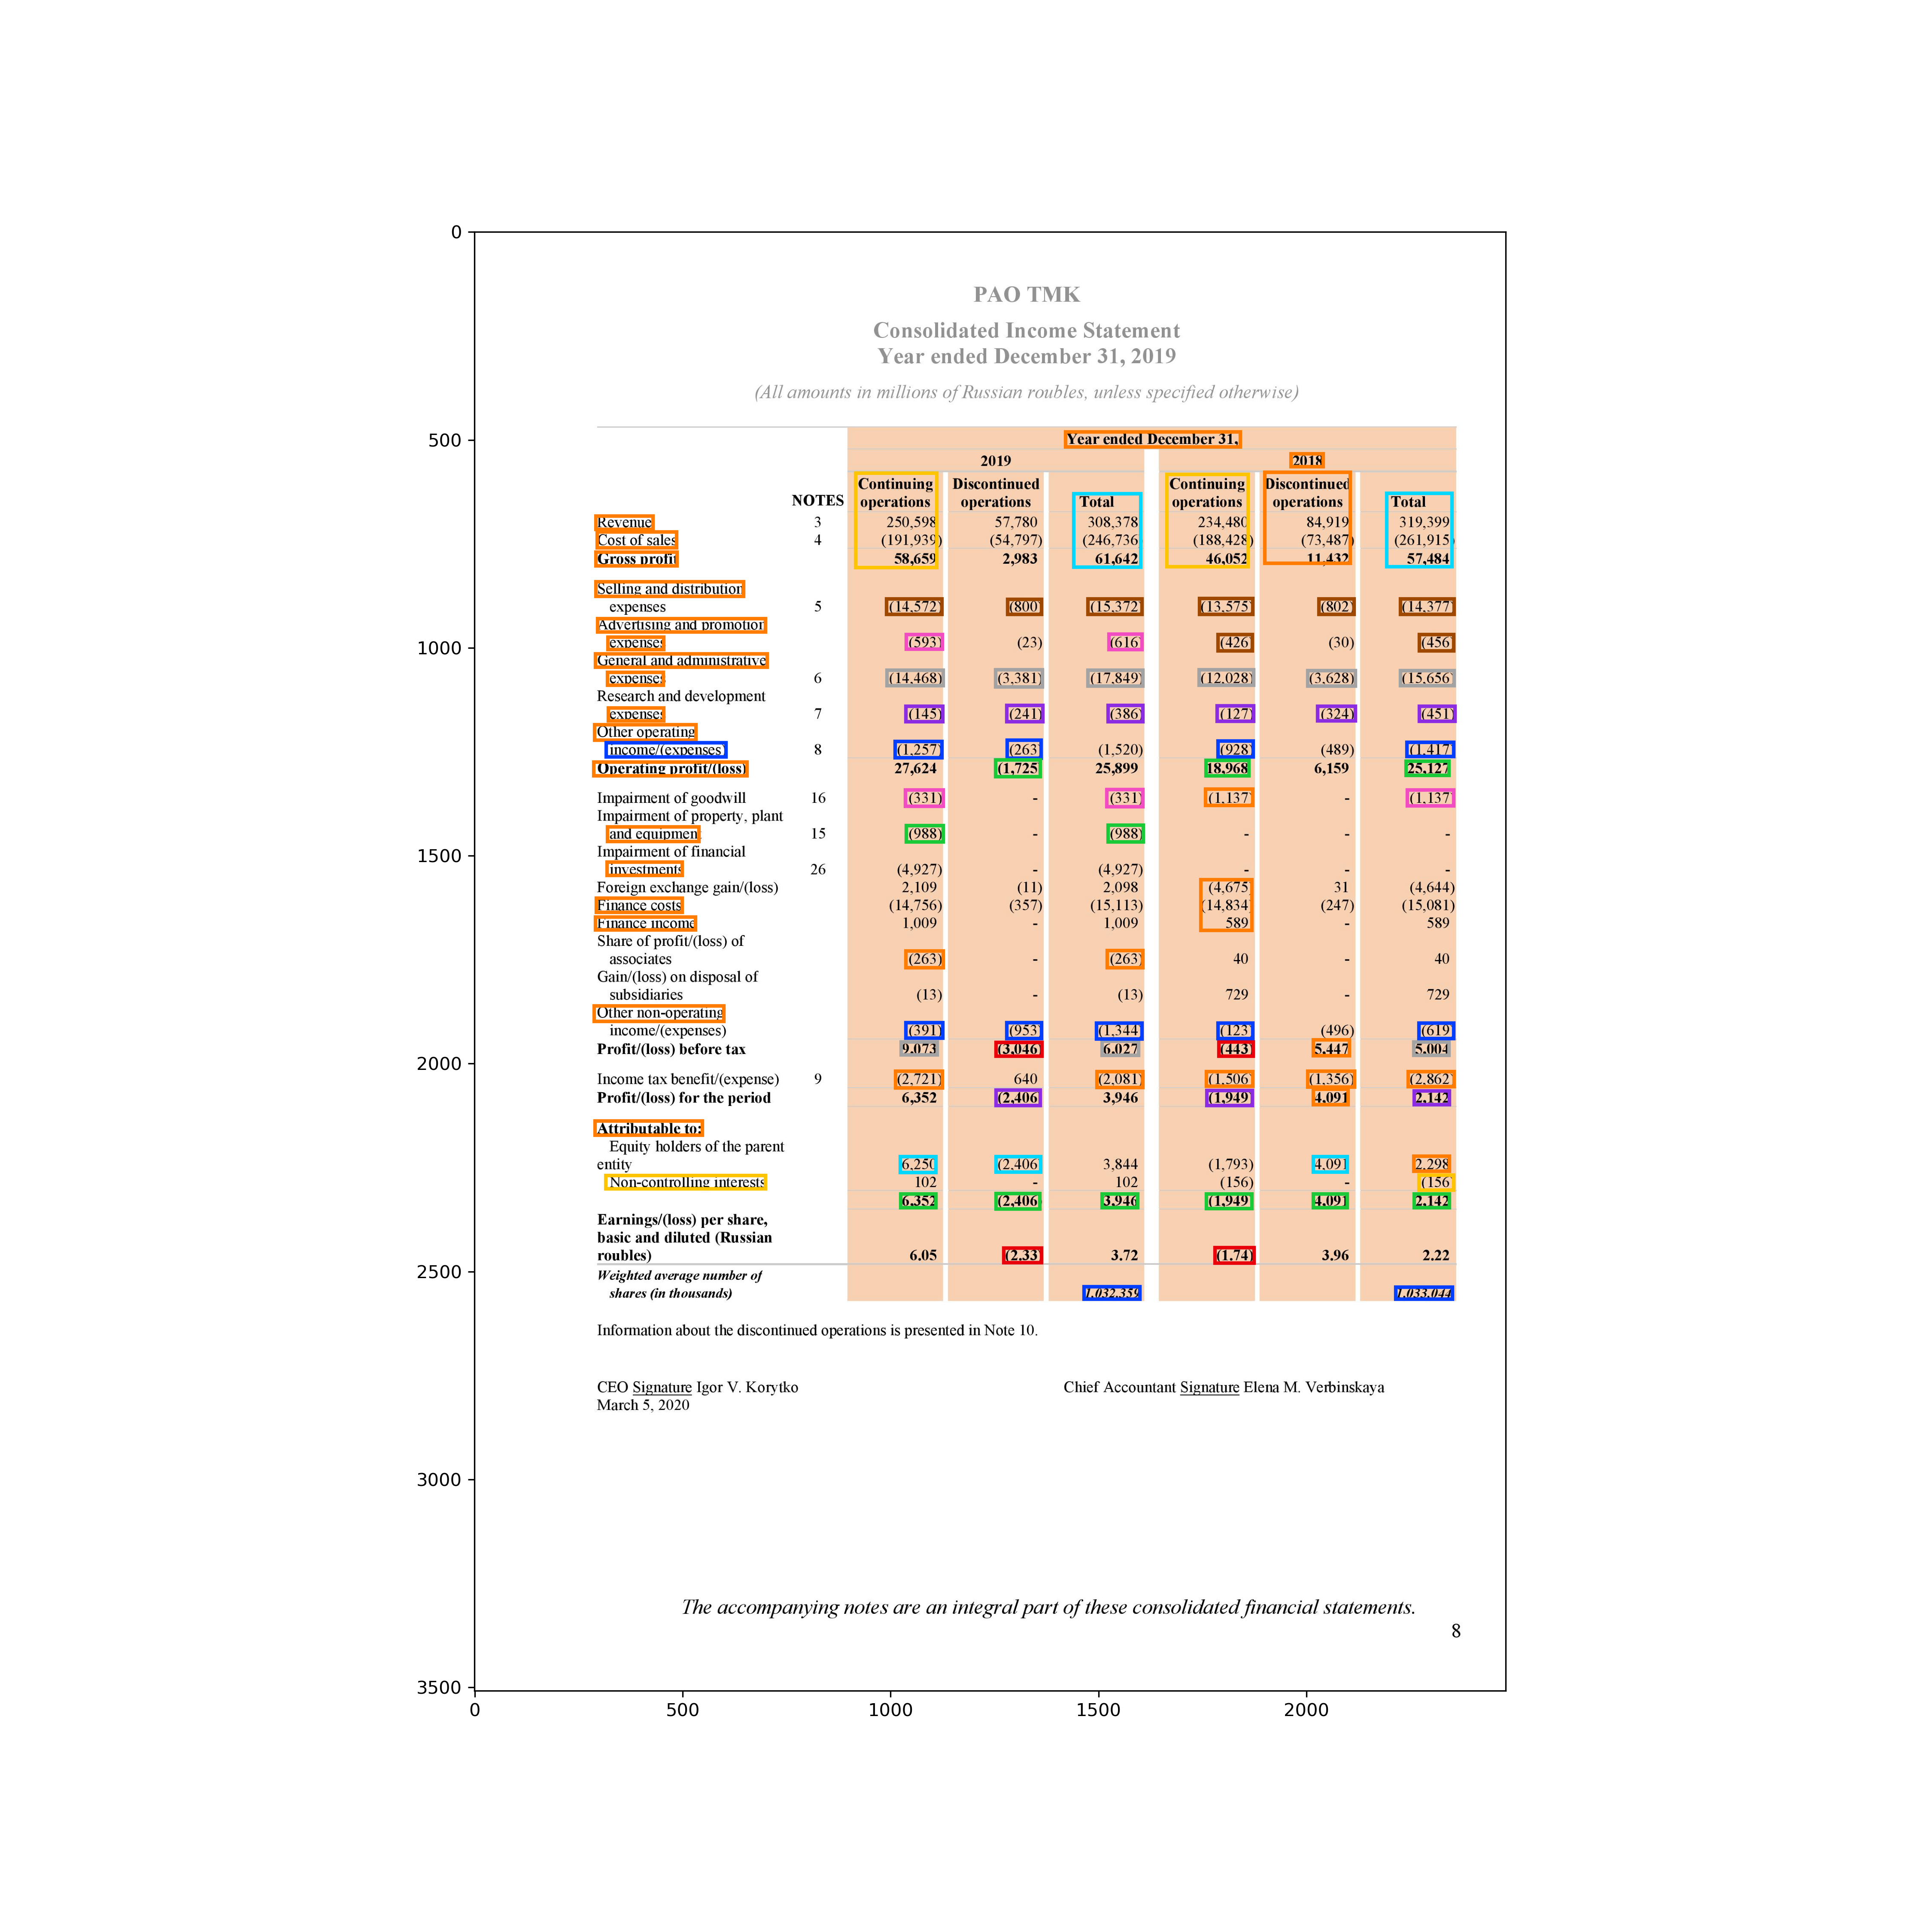 PAO TMK
Consolidated Income Statement
Year ended December 31, 2019
(All amounts in millions of Russian roubles, unless specified otherwise)
Year ended December 31,
2019 2018
Continuing Discontinued Continuing Discontinued
NOTES operations operations Total operations operations Total
Revenue 3 250,598 57,780 308,378 234,480 84,919 319,399
Cost of sales 4 (191,939) (54,797) (246,736 (188,428) (73,487) (261,915)
Gross profit 58,659 2,983 61,642 46,052 11,432 57,484
Selling and distribution
expenses 5 (14,572) (800) (15,372) (13,575) (802) (14,377)
Advertising and promotion
expenses (593) (23) (616) (426) (30) (456)
General and administrative
expenses 6 (14,468) (3,381) (17,849) (12,028) (3,628) (15,656)
Research and development
expenses 7 (145) (241) (386) (127) (324) (451)
Other operating
income/(expenses) 8 (1,257) (263) (1,520) (928) (489) (1,417)
Operating profit/(loss) 27,624 (1,725) 25,899 18,968 6,159 25,127
Impairment of goodwill 16 (331) - (331) (1,137) - (1,137)
Impairment of property, plant
and equipment 15 (988) - (988) - - -
Impairment of financial
investments 26 (4,927) - (4,927) - - -
Foreign exchange gain/(loss) 2,109 (11) 2,098 (4,675) 31 (4,644)
Finance costs (14,756) (357) (15,113) (14,834) (247) (15,081)
Finance income 1,009 - 1,009 589 - 589
Share of profit/(loss) of
associates (263) - (263) 40 - 40
Gain/(loss) on disposal of
subsidiaries (13) - (13) 729 - 729
Other non-operating
income/(expenses) (391) (953) (1,344) (123) (496) (619)
Profit/(loss) before tax 9,073 (3,046) 6,027 (443) 5,447 5,004
Income tax benefit/(expense) 9 (2,721) 640 (2,081) (1,506) (1,356) (2,862)
Profit/(loss) for the period 6,352 (2,406) 3,946 (1,949) 4,091 2,142
Attributable to:
Equity holders of the parent
entity 6,250 (2,406) 3,844 (1,793) 4,091 2,298
Non-controlling interests 102 - 102 (156) - (156)
6,352 (2,406) 3,946 (1,949) 4,091 2,142
Earnings/(loss) per share,
basic and diluted (Russian
roubles) 6.05 (2.33) 3.72 (1.74) 3.96 2.22
Weighted average number of
shares (in thousands) 1,032,359 1,033,044
Information about the discontinued operations is presented in Note 10.
CEO Signature Igor V. Korytko Chief Accountant Signature Elena M. Verbinskaya
March 5, 2020
The accompanying notes are an integral part of these consolidated financial statements.
8
0
500
1000
1500
2000
2500
3000
3500
0 500 1000 1500 2000